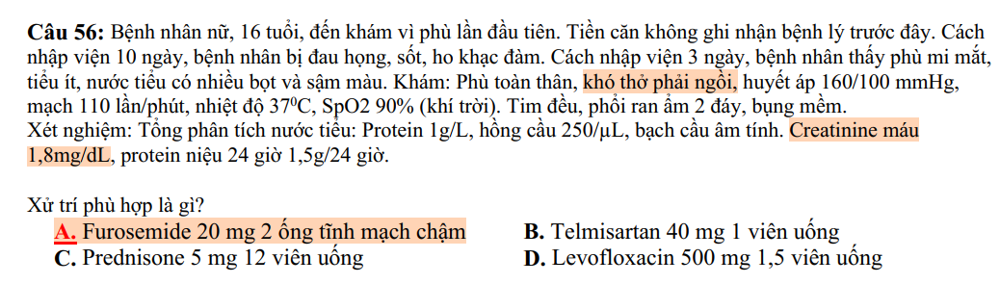 Câu 56: Bệnh nhân nữ, 16 tuổi, đến khám vì phù lần đầu tiên. Tiền căn không ghi nhận bệnh lý trước đây. Cách
nhập viện 10 ngày, bệnh nhân bị đau họng, sốt, ho khạc đàm. Cách nhập viện 3 ngày, bệnh nhân thấy phù mi mắt,
tiểu ít, nước tiểu có nhiều bọt và sậm màu. Khám: Phù toàn thân, khó thở phải ngồi, huyết áp 160/100 mmHg,
mạch 110 lần/phút, nhiệt độ 37⁰C, SpO2 90% (khí trời). Tim đều, phổi ran ẩm 2 đáy, bụng mềm.
Xét nghiệm: Tổng phân tích nước tiểu: Protein 1g/L, hồng cầu 250/µL, bạch cầu âm tính. Creatinine máu
1,8mg/dL, protein niệu 24 giờ 1,5g/24 giờ.
Xử trí phù hợp là gì?
A. Furosemide 20 mg 2 ống tĩnh mạch chậm
B. Telmisartan 40 mg 1 viên uống
C. Prednisone 5 mg 12 viên uống
D. Levofloxacin 500 mg 1,5 viên uống